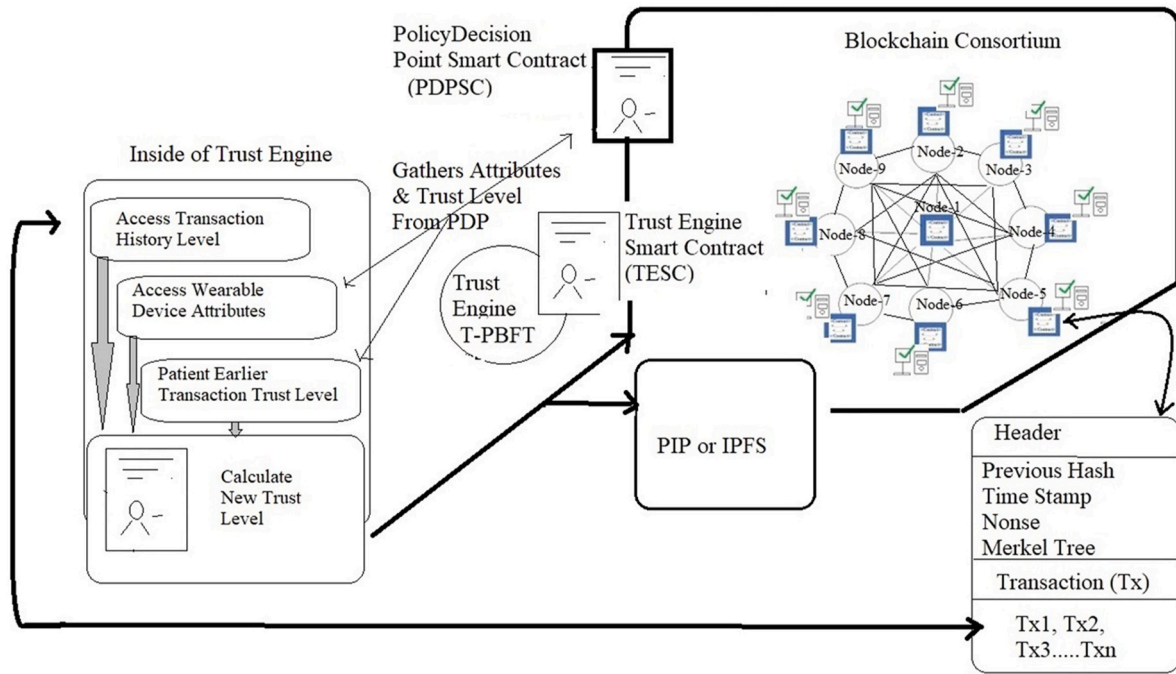 PolicyDecision
Point Smart Contract
(PDPSC)
Blockchain Consortium
Inside of Trust Engine
Access Transaction
History Level
Access Wearable
Device Attributes
Patient Earlier
Transaction Trust Level
Calculate
New Trust
Level
Gathers Attributes
& Trust Level
From PDP
Trust
Engine
T-PBFT
Trust Engine
Smart Contract
(TESC)
PIP or IPFS
Node-2
Node-9
Node-3
Node-1
Node-8
Node-4
Node-7
Node-6
Node-5
Header
Previous Hash
Time Stamp
Nonse
Merkel Tree
Transaction (Tx)
Tx1, Tx2,
Tx3.....Txn